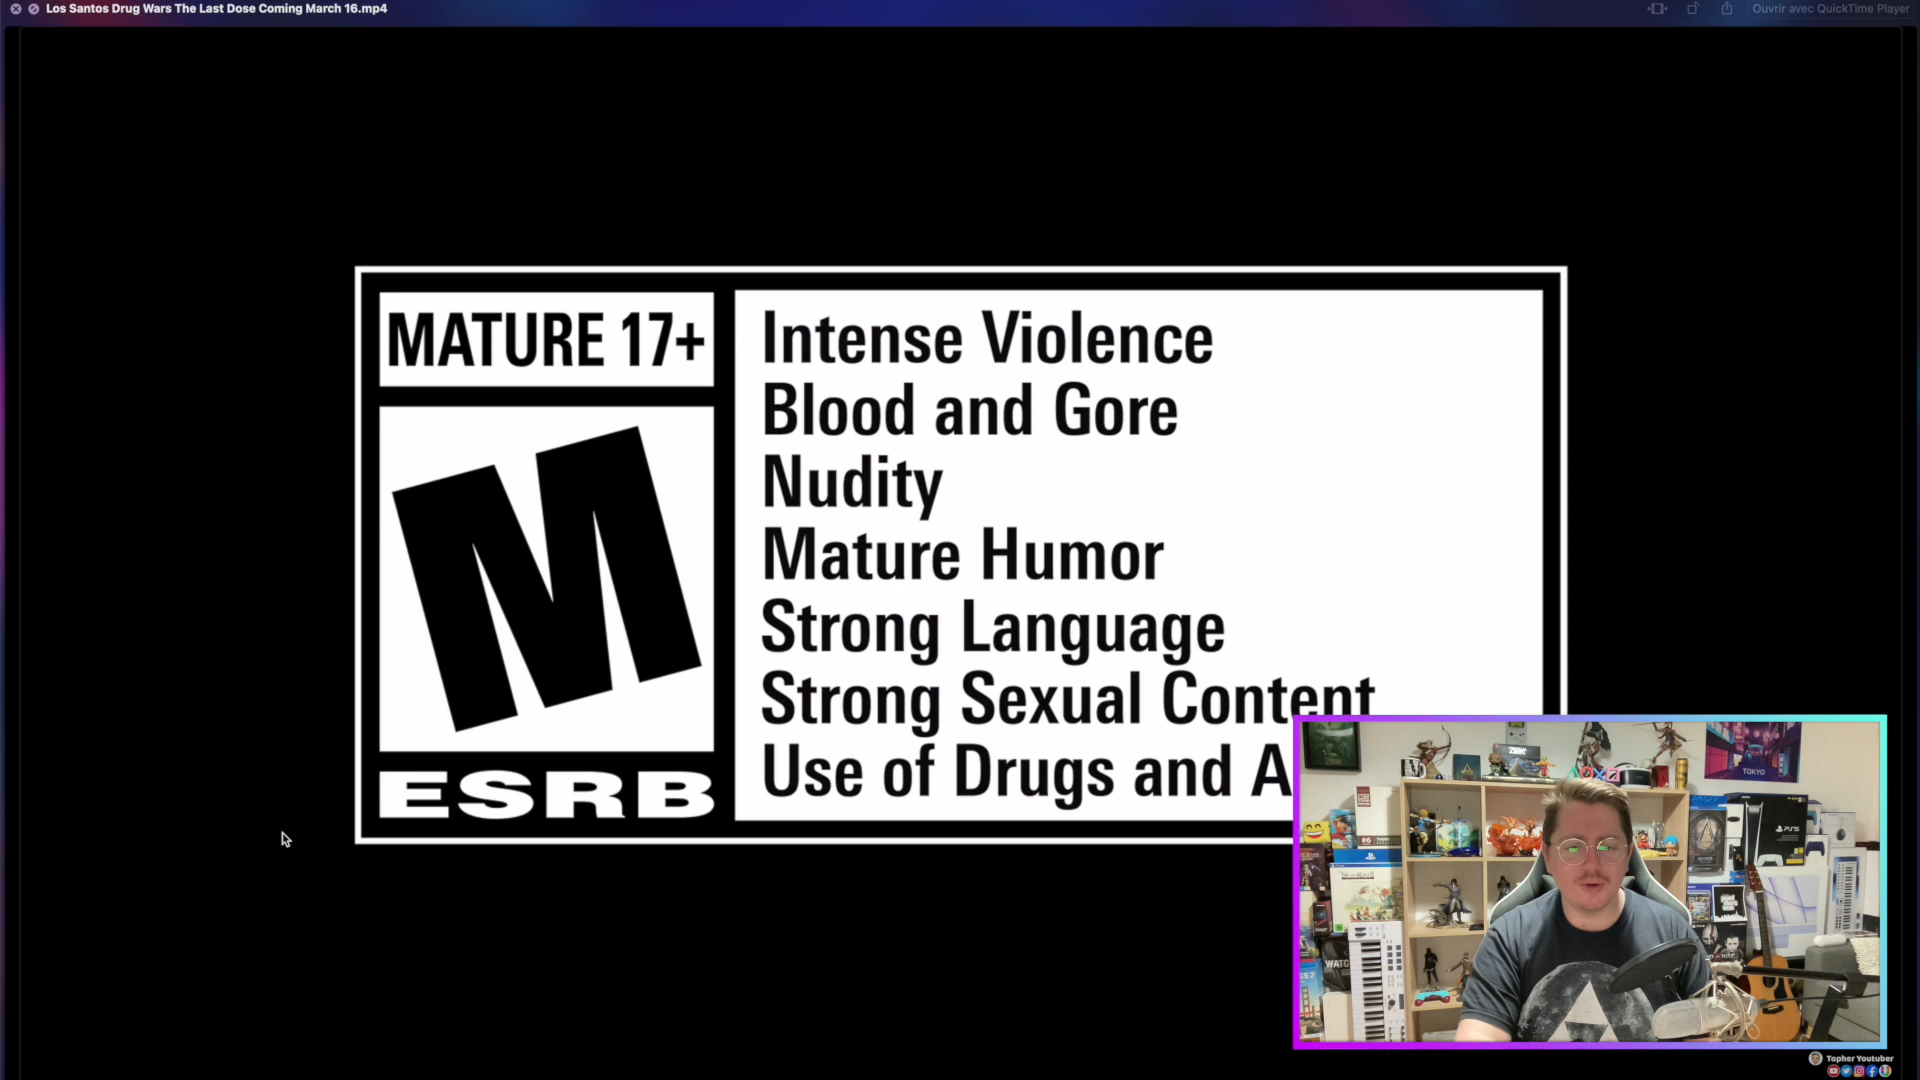 Los Santos Drug Wars The Last Dose Coming March 16.mp4
Ouvrir avec QuickTime Player
MATURE 17+
M
ESRB
Intense Violence
Blood and Gore
Nudity
Mature Humor
Strong Language
Strong Sexual Content
Use of Drugs and A
TOKYO
PS5
Topher Youtuber